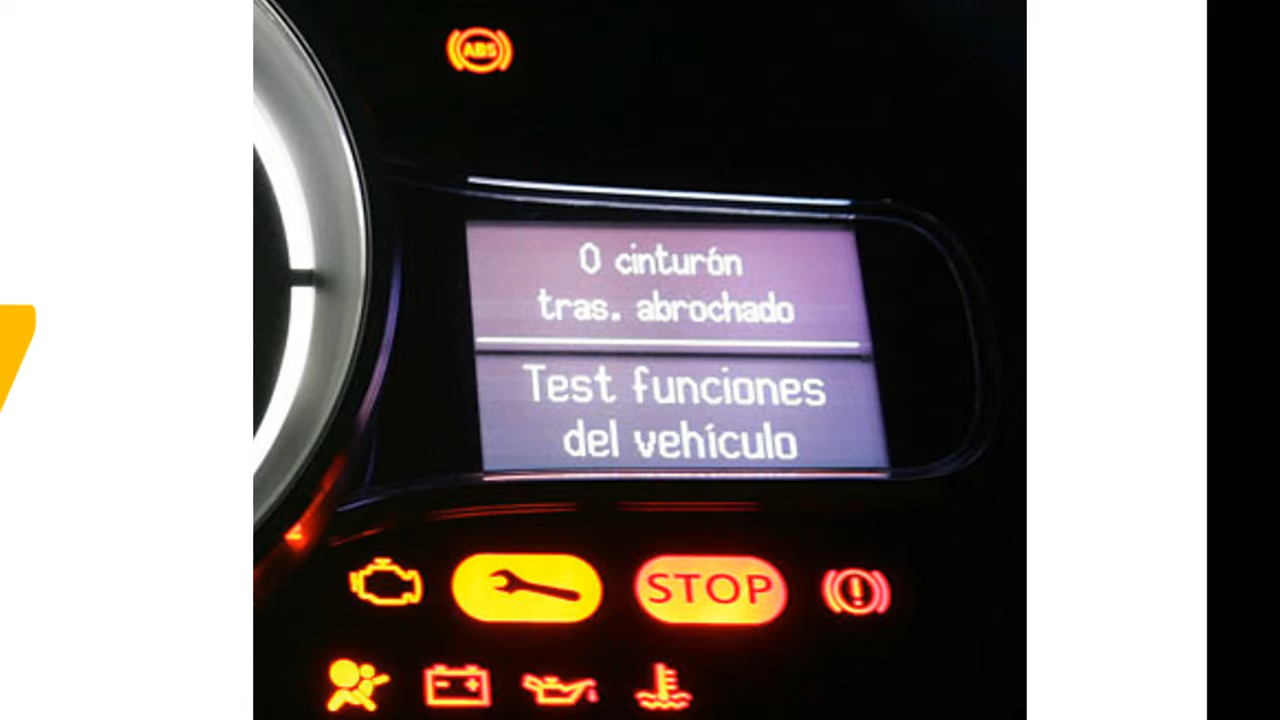 ABS
0 cinturón
tras. abrochado
Test funciones
del vehículo
STOP